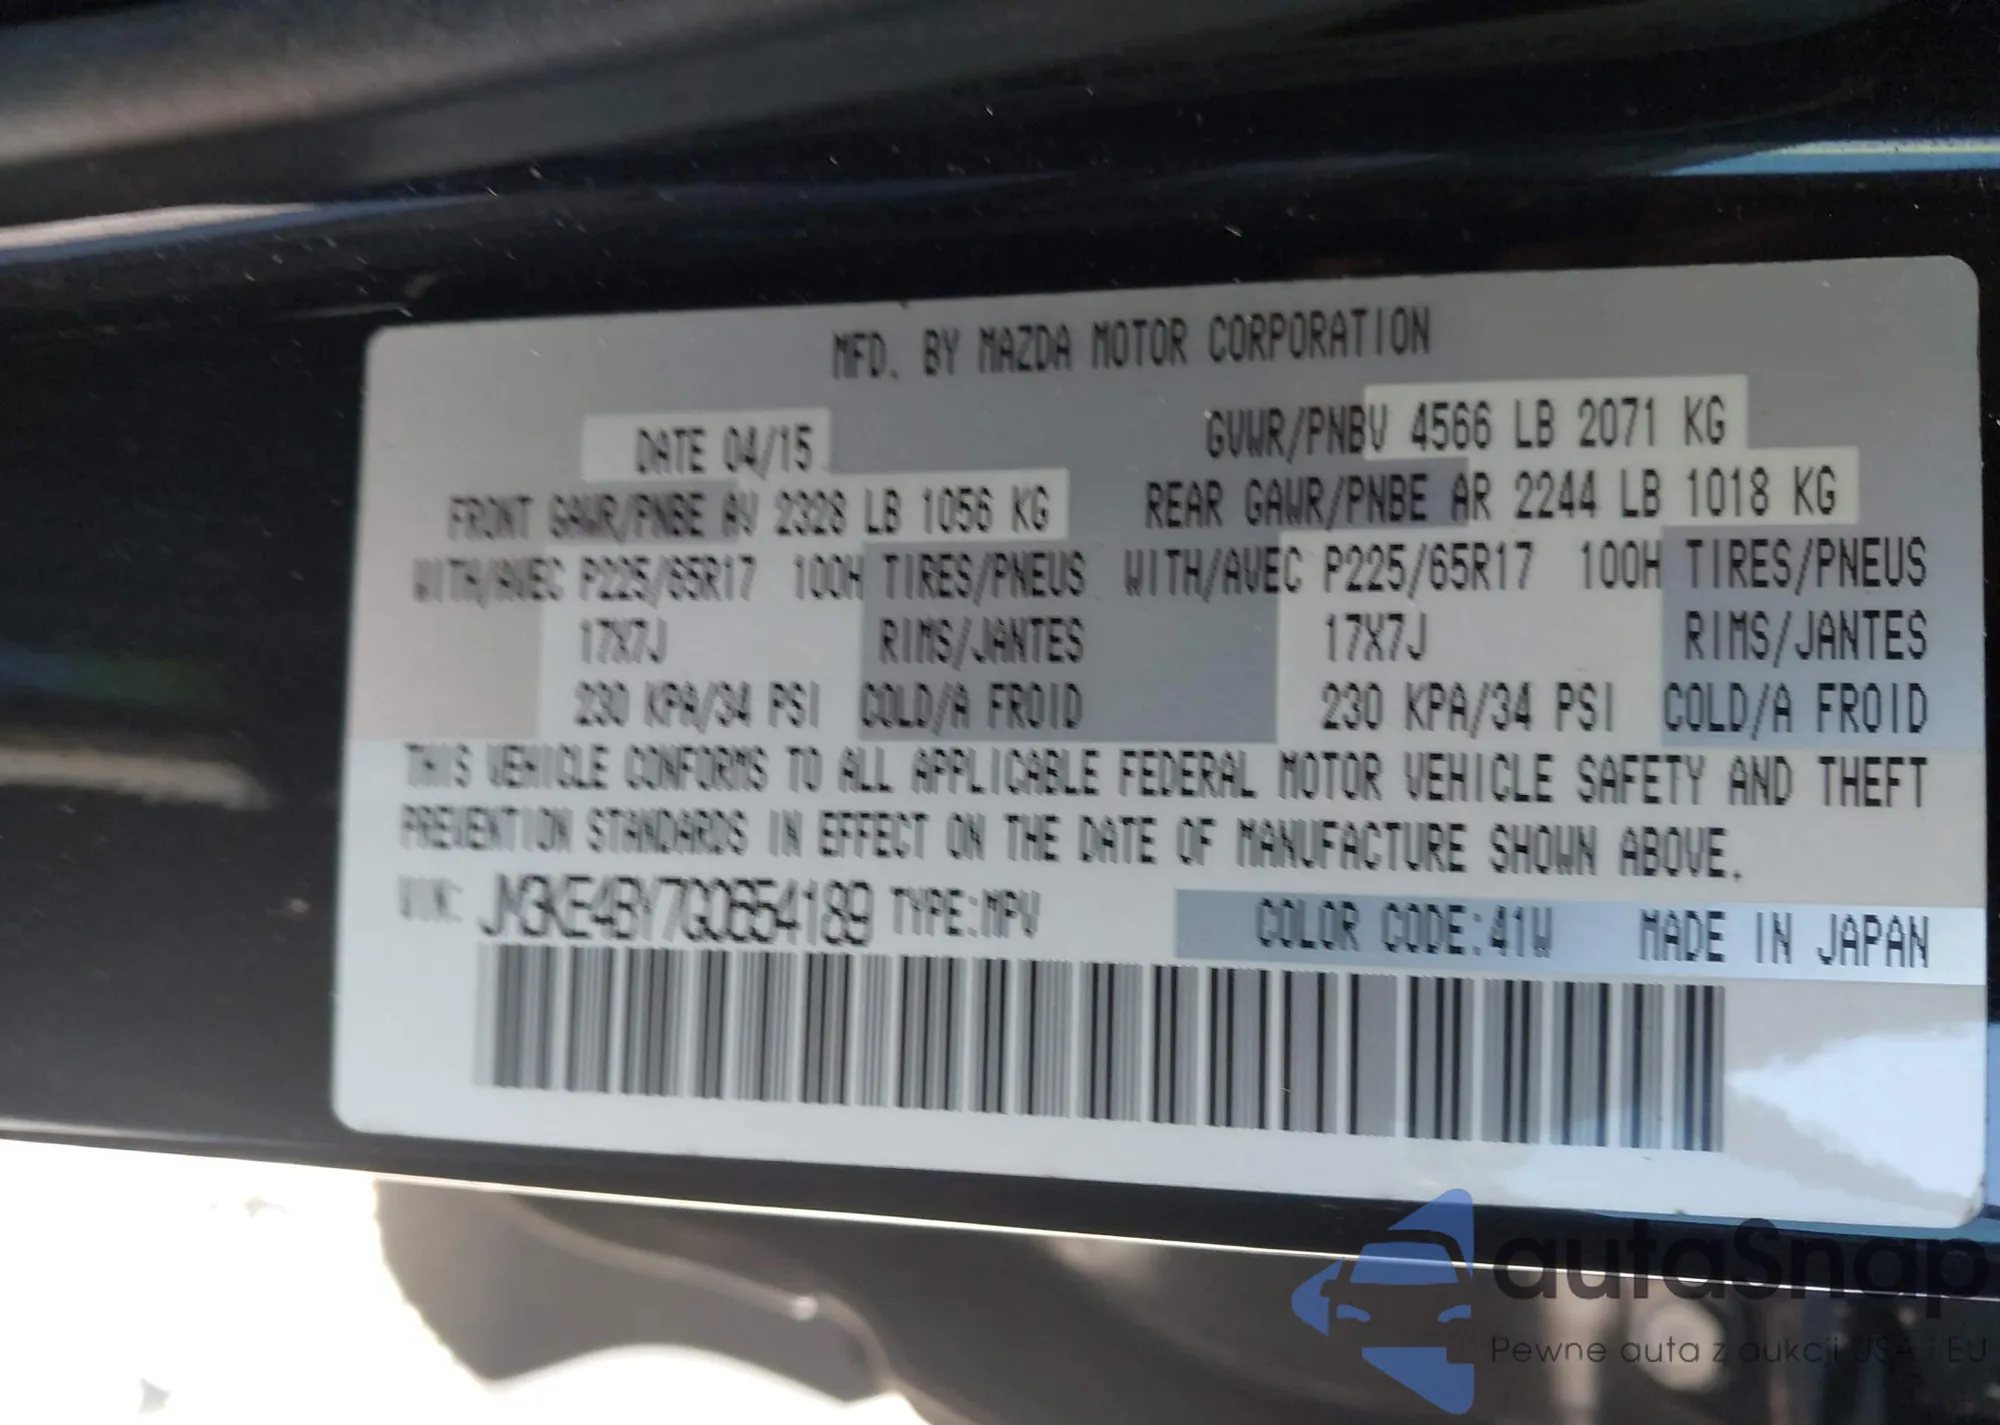 MFD. BY MAZDA MOTOR CORPORATION
DATE 04/15 GVWR/PNBV 4566 LB 2071 KG
FRONT GAWR/PNBE AV 2328 LB 1056 KG REAR GAWR/PNBE AR 2244 LB 1018 KG
WITH/AVEC P225/65R17 100H TIRES/PNEUS WITH/AVEC P225/65R17 100H TIRES/PNEUS
17X7J RIMS/JANTES 17X7J RIMS/JANTES
230 KPA/34 PSI COLD/A FROID 230 KPA/34 PSI COLD/A FROID
THIS VEHICLE CONFORMS TO ALL APPLICABLE FEDERAL MOTOR VEHICLE SAFETY AND THEFT
PREVENTION STANDARDS IN EFFECT ON THE DATE OF MANUFACTURE SHOWN ABOVE.
VIN: JM3KE4BY7G0654189 TYPE:MPV COLOR CODE:41W MADE IN JAPAN
autaSnap
Pewne auta z aukcji USA i EU